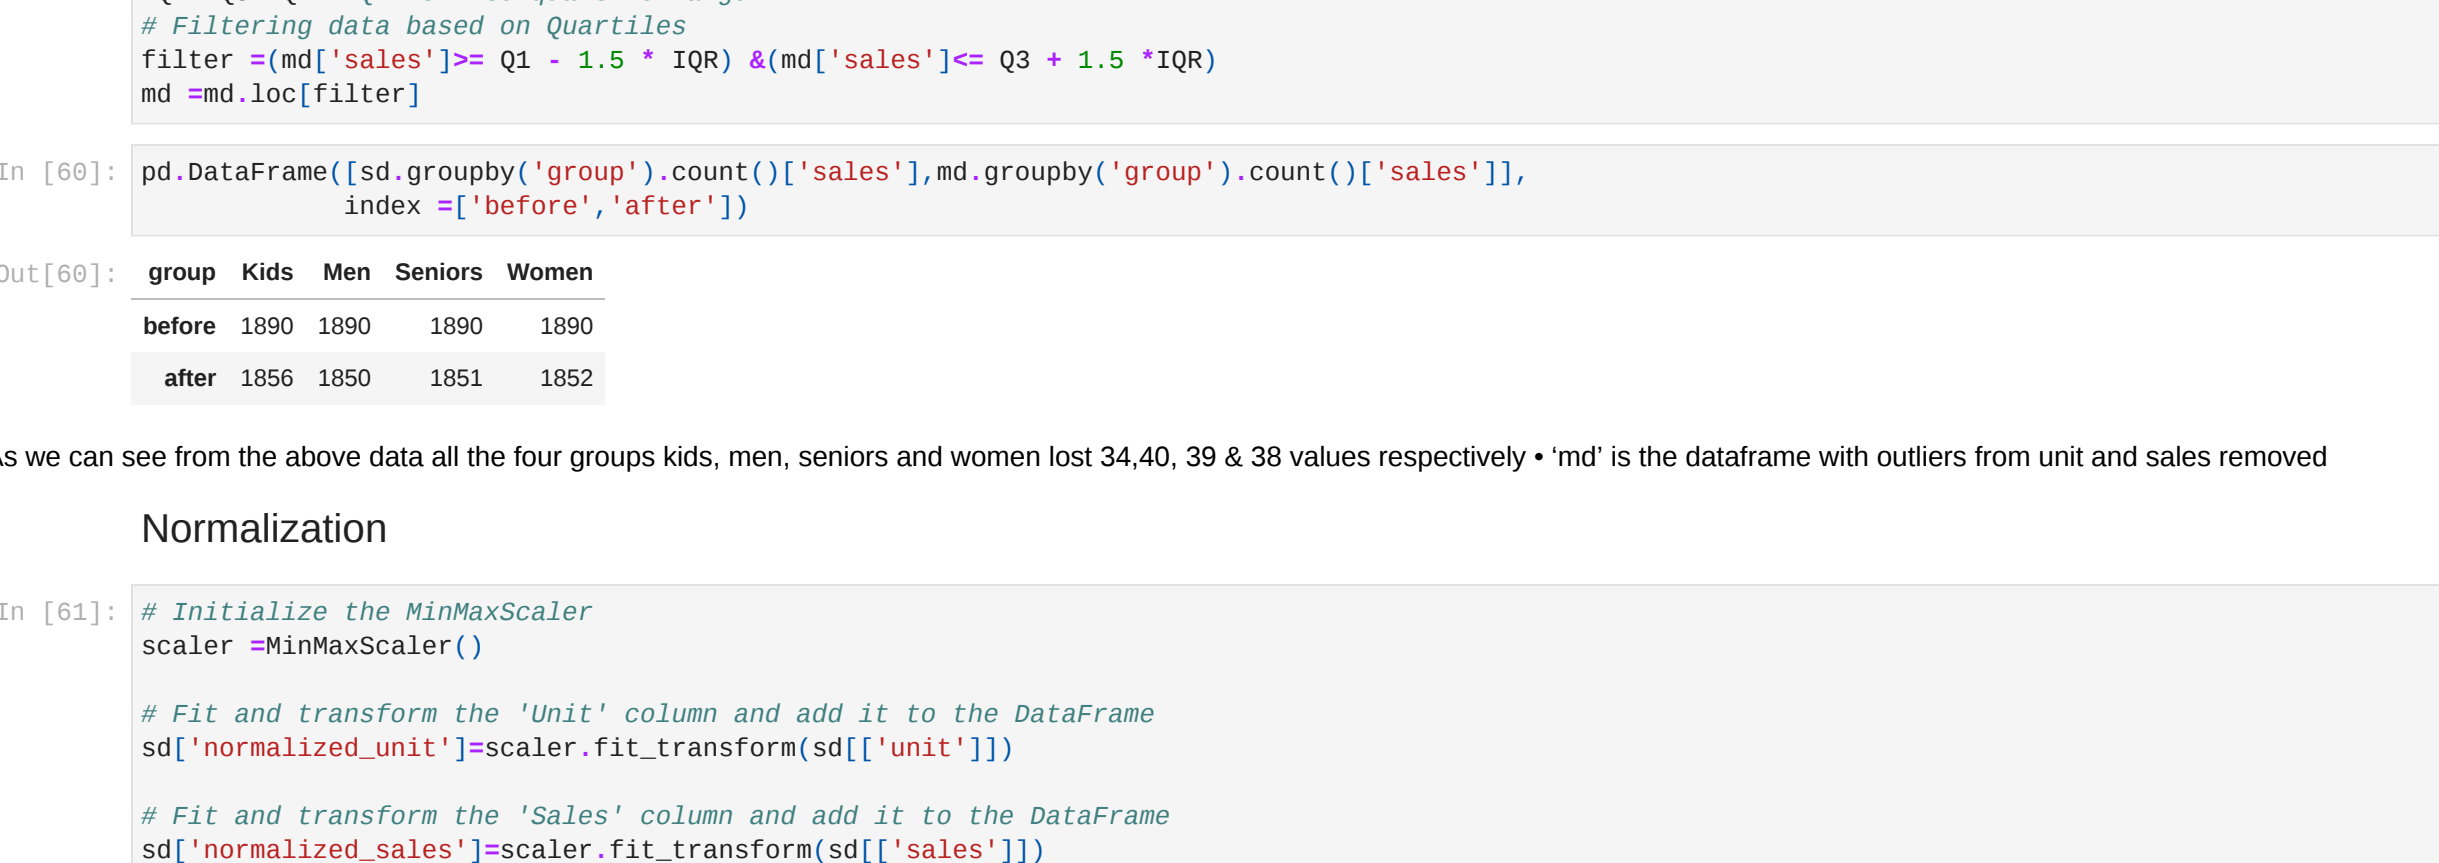 # Filtering data based on Quartiles
filter =(md['sales']>= Q1 - 1.5 * IQR) &(md['sales']<= Q3 + 1.5 *IQR)
md =md.loc[filter]
In [60]: pd.DataFrame([sd.groupby('group').count()['sales'],md.groupby('group').count()['sales']],
index =['before','after'])
Out[60]: group Kids Men Seniors Women
before 1890 1890 1890 1890
after 1856 1850 1851 1852
As we can see from the above data all the four groups kids, men, seniors and women lost 34,40, 39 & 38 values respectively • ‘md’ is the dataframe with outliers from unit and sales removed
Normalization
In [61]: # Initialize the MinMaxScaler
scaler =MinMaxScaler()
# Fit and transform the 'Unit' column and add it to the DataFrame
sd['normalized_unit']=scaler.fit_transform(sd[['unit']])
# Fit and transform the 'Sales' column and add it to the DataFrame
sd['normalized_sales']=scaler.fit_transform(sd[['sales']])